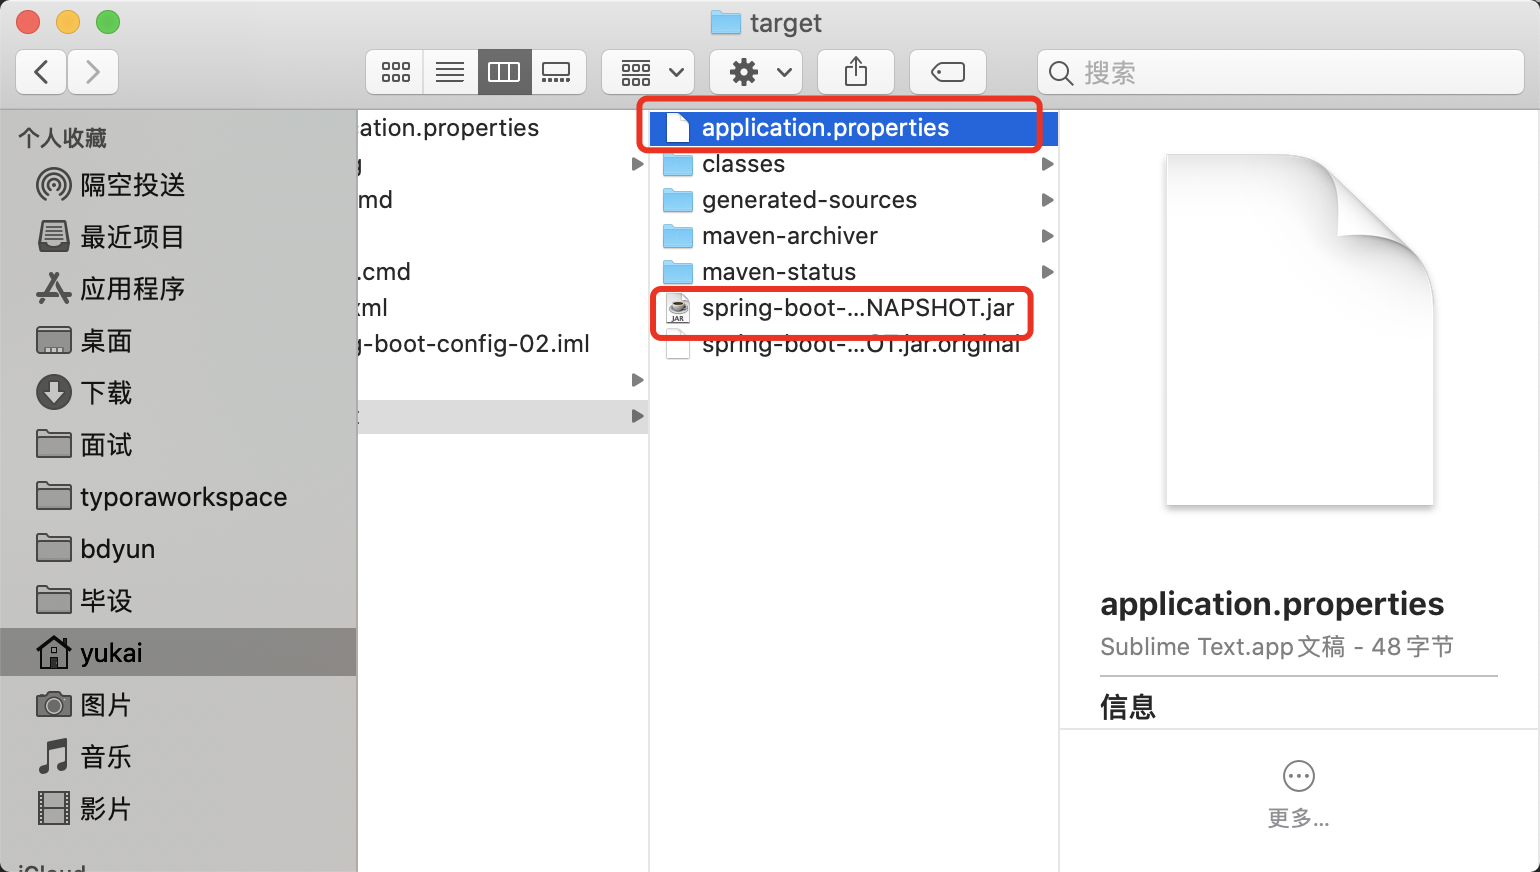 target
搜索
个人收藏
隔空投送
最近项目
应用程序
桌面
下载
面试
typoraworkspace
bdyun
毕设
yukai
图片
音乐
影片
iCloud
ation.properties
g
md
.cmd
xml
g-boot-config-02.iml
application.properties
classes
generated-sources
maven-archiver
maven-status
spring-boot-...NAPSHOT.jar
JAR
spring-boot-...OT.jar.original
application.properties
Sublime Text.app文稿 - 48 字节
信息
更多...